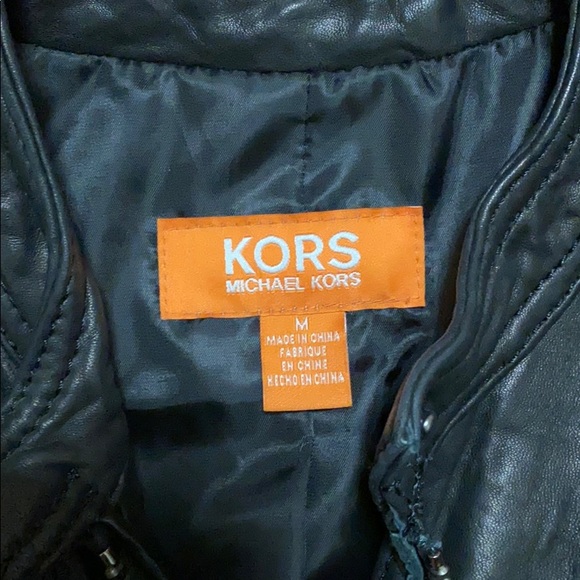 KORS
MICHAEL KORS
M
MADE IN CHINA
FABRIQUE
EN CHINE
HECHO EN CHINA